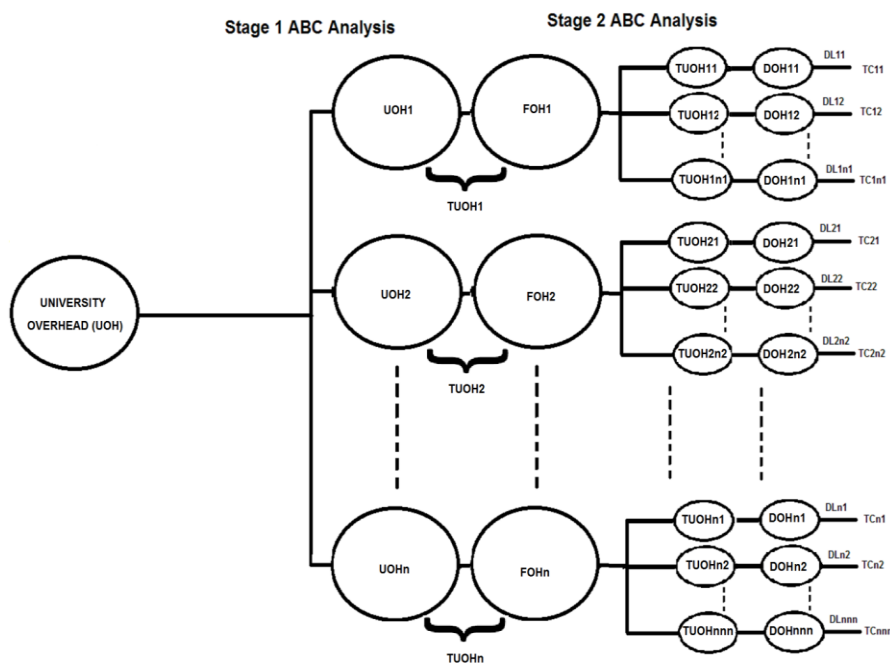 Stage 1 ABC Analysis
Stage 2 ABC Analysis
UNIVERSITY
OVERHEAD (UOH)
UOH1
FOH1
TUOH1
TUOH11
DOH11
DL11
TC11
TUOH12
DOH12
DL12
TC12
TUOH1n1
DOH1n1
DL1n1
TC1n1
UOH2
FOH2
TUOH2
TUOH21
DOH21
DL21
TC21
TUOH22
DOH22
DL22
TC22
TUOH2n2
DOH2n2
DL2n2
TC2n2
UOHn
FOHn
TUOHn
TUOHn1
DOHn1
DLn1
TCn1
TUOHn2
DOHn2
DLn2
TCn2
TUOHnnn
DOHnnn
DLnnn
TCnnn